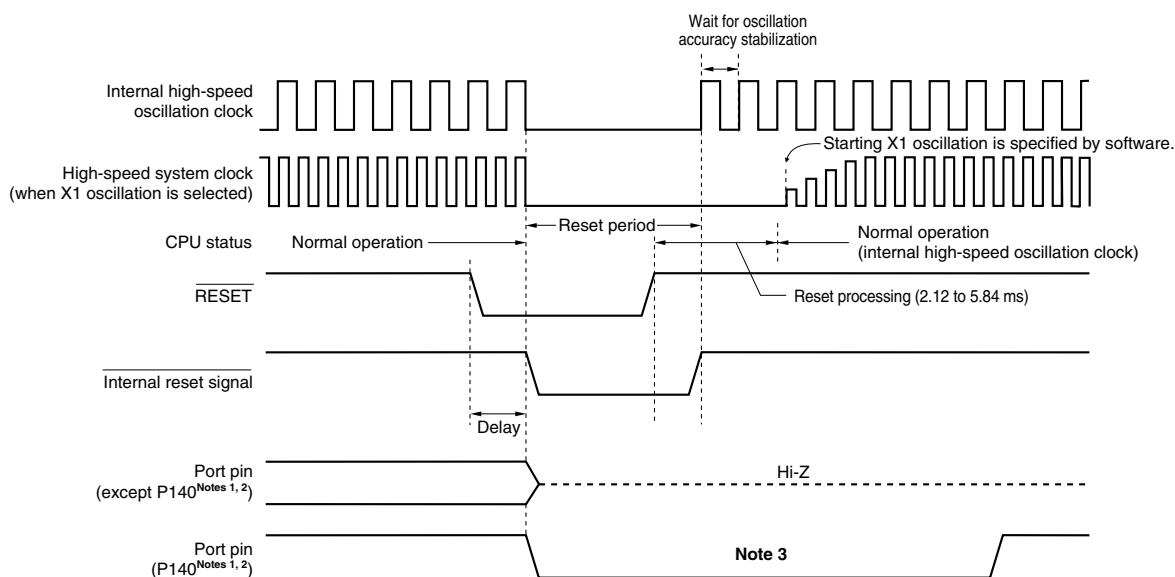 Wait for oscillation
accuracy stabilization
Internal high-speed
oscillation clock
Starting X1 oscillation is specified by software.
High-speed system clock
(when X1 oscillation is selected)
Reset period
CPU status
Normal operation
Normal operation
(internal high-speed oscillation clock)
RESET
Reset processing (2.12 to 5.84 ms)
Internal reset signal
Delay
Port pin
(except P140Notes 1, 2)
Hi-Z
Port pin
(P140Notes 1, 2)
Note 3